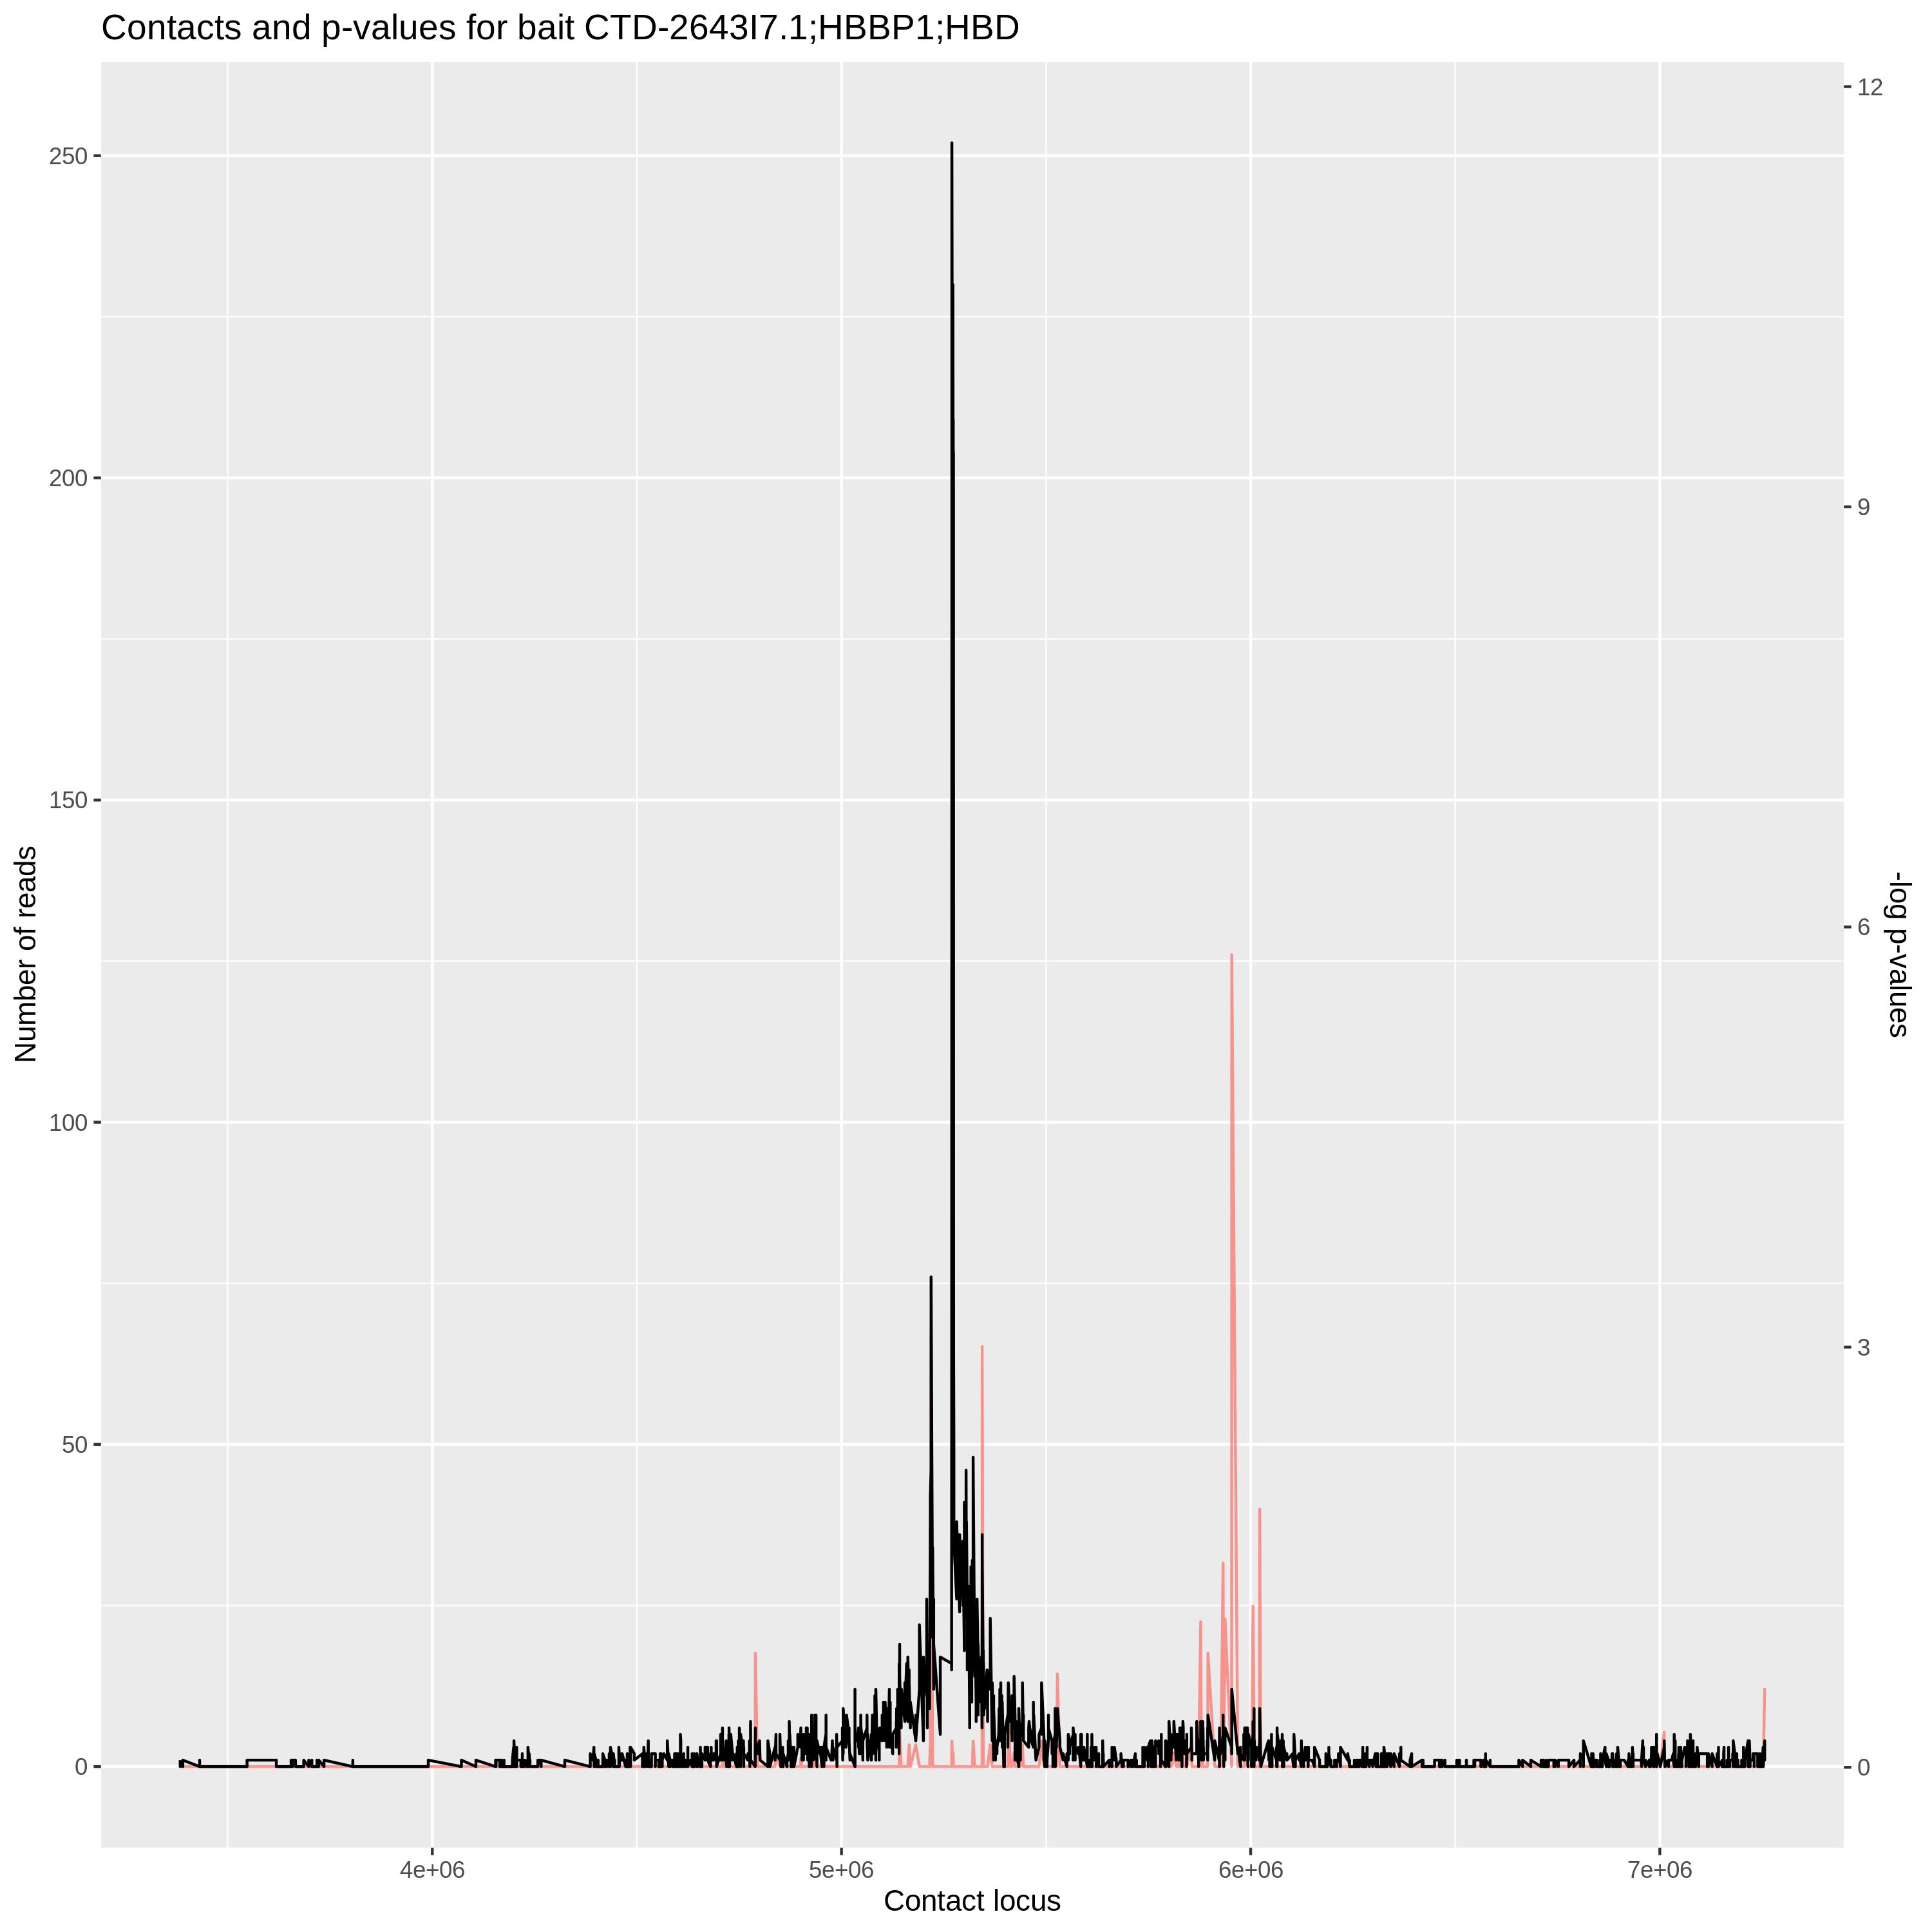 Contacts and p-values for bait CTD-2643I7.1;HBBP1;HBD
250
200
150
100
50
0
Number of reads
12
9
6
3
0
-log p-values
4e+06
5e+06
6e+06
7e+06
Contact locus